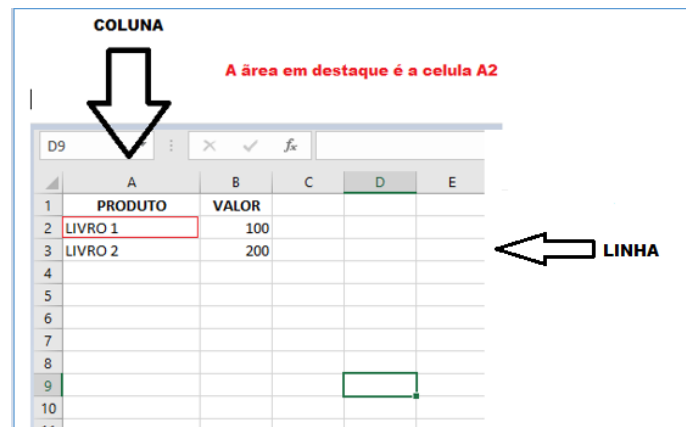 COLUNA
A ãrea em destaque é a celula A2
D9 fx
A B C D E
1 PRODUTO VALOR
2 LIVRO 1 100
3 LIVRO 2 200
LINHA
4
5
6
7
8
9
10